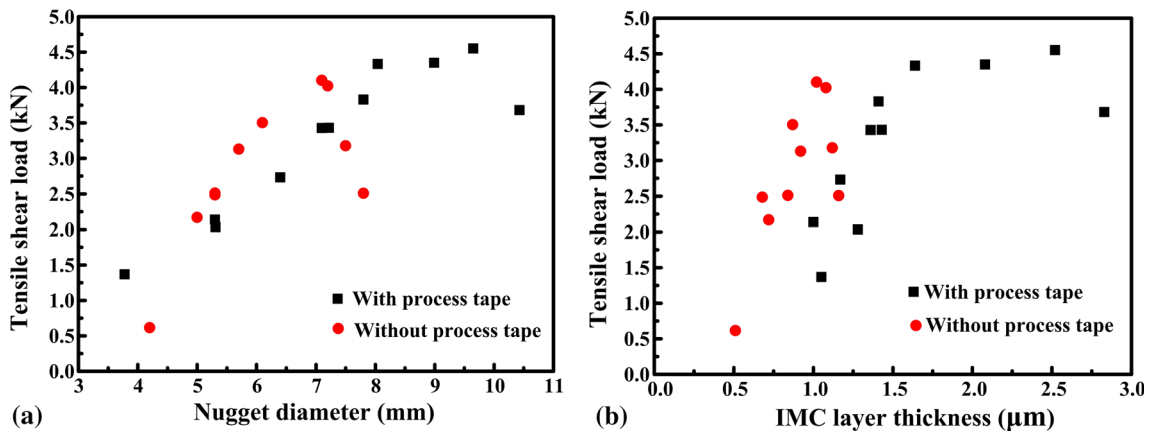 5.0
4.5
4.0
3.5
3.0
2.5
2.0
1.5
1.0
0.5
0.0
Tensile shear load (kN)
With process tape
Without process tape
3 4 5 6 7 8 9 10 11
Nugget diameter (mm)
(a)
5.0
4.5
4.0
3.5
3.0
2.5
2.0
1.5
1.0
0.5
0.0
Tensile shear load (kN)
With process tape
Without process tape
0.0 0.5 1.0 1.5 2.0 2.5 3.0
IMC layer thickness (μm)
(b)